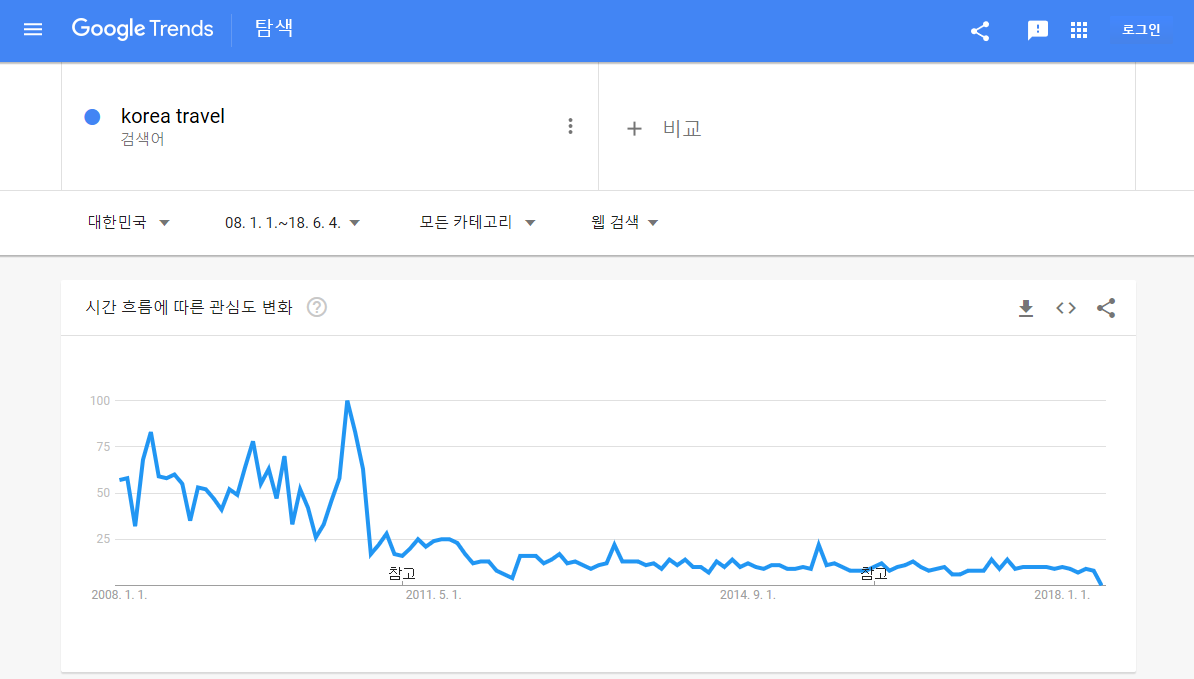 Google Trends 탐색
로그인
korea travel
검색어
비교
대한민국
08. 1. 1.~18. 6. 4.
모든 카테고리
웹 검색
시간 흐름에 따른 관심도 변화 ?
100
75
50
25
참고
참고
2008. 1. 1.
2011. 5. 1.
2014. 9. 1.
2018. 1. 1.